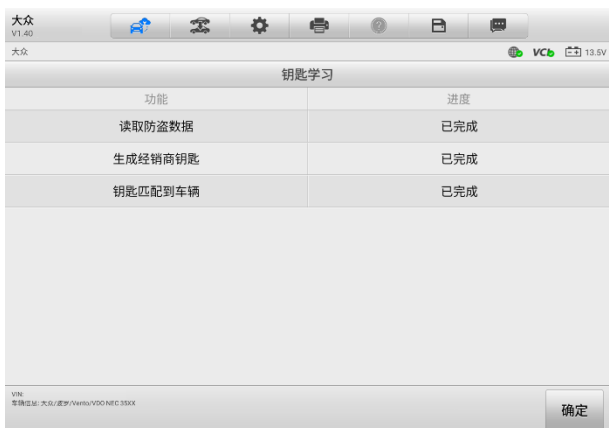 大众
V1.40
大众
VCI 13.5V
钥匙学习
功能 进度
读取防盗数据 已完成
生成经销商钥匙 已完成
钥匙匹配到车辆 已完成
VIN:
车辆信息: 大众/波罗/Vento/VDO NEC 35XX
确定